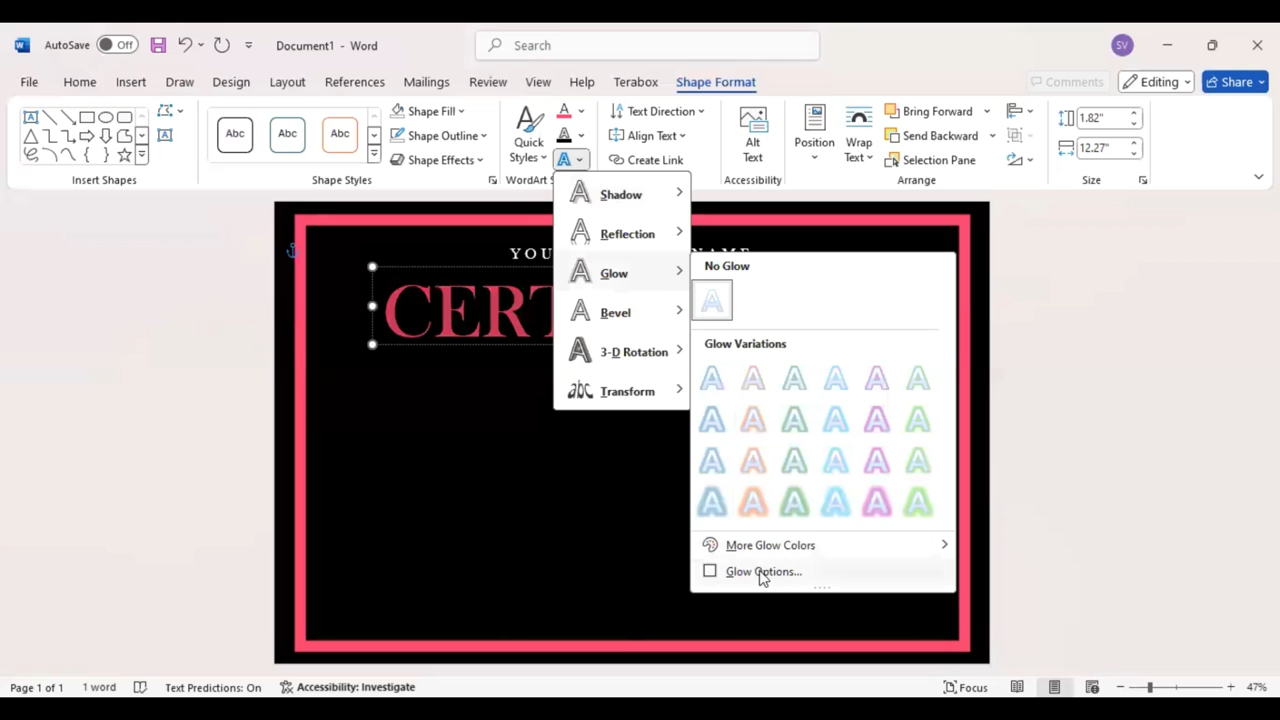 AutoSave Off Document1 - Word Search SV
File Home Insert Draw Design Layout References Mailings Review View Help Terabox Shape Format Comments Editing Share
Abc Abc Abc
Shape Fill
Shape Outline
Shape Effects
Quick
Styles
Text Direction
Align Text
Create Link
Alt
Text
Position
Wrap
Text
Bring Forward
Send Backward
Selection Pane
1.82"
12.27"
Insert Shapes Shape Styles WordArt S Accessibility Arrange Size
Shadow
Reflection
Glow
Bevel
3-D Rotation
Transform
No Glow
Glow Variations
More Glow Colors
Glow Options...
YOU NAME
CERT
Page 1 of 1 1 word Text Predictions: On Accessibility: Investigate Focus 47%